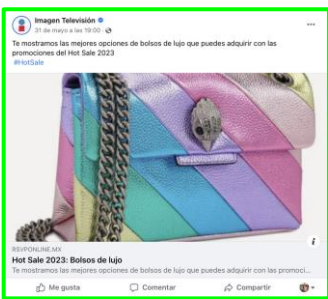 Imagen Televisión
31 de mayo a las 19:00 ·
Te mostramos las mejores opciones de bolsos de lujo que puedes adquirir con las
promociones del Hot Sale 2023
#HotSale
RSVPONLINE.MX
Hot Sale 2023: Bolsos de lujo
Te mostramos las mejores opciones de bolsos de lujo que puedes adquirir con las promoci...
Me gusta Comentar Compartir